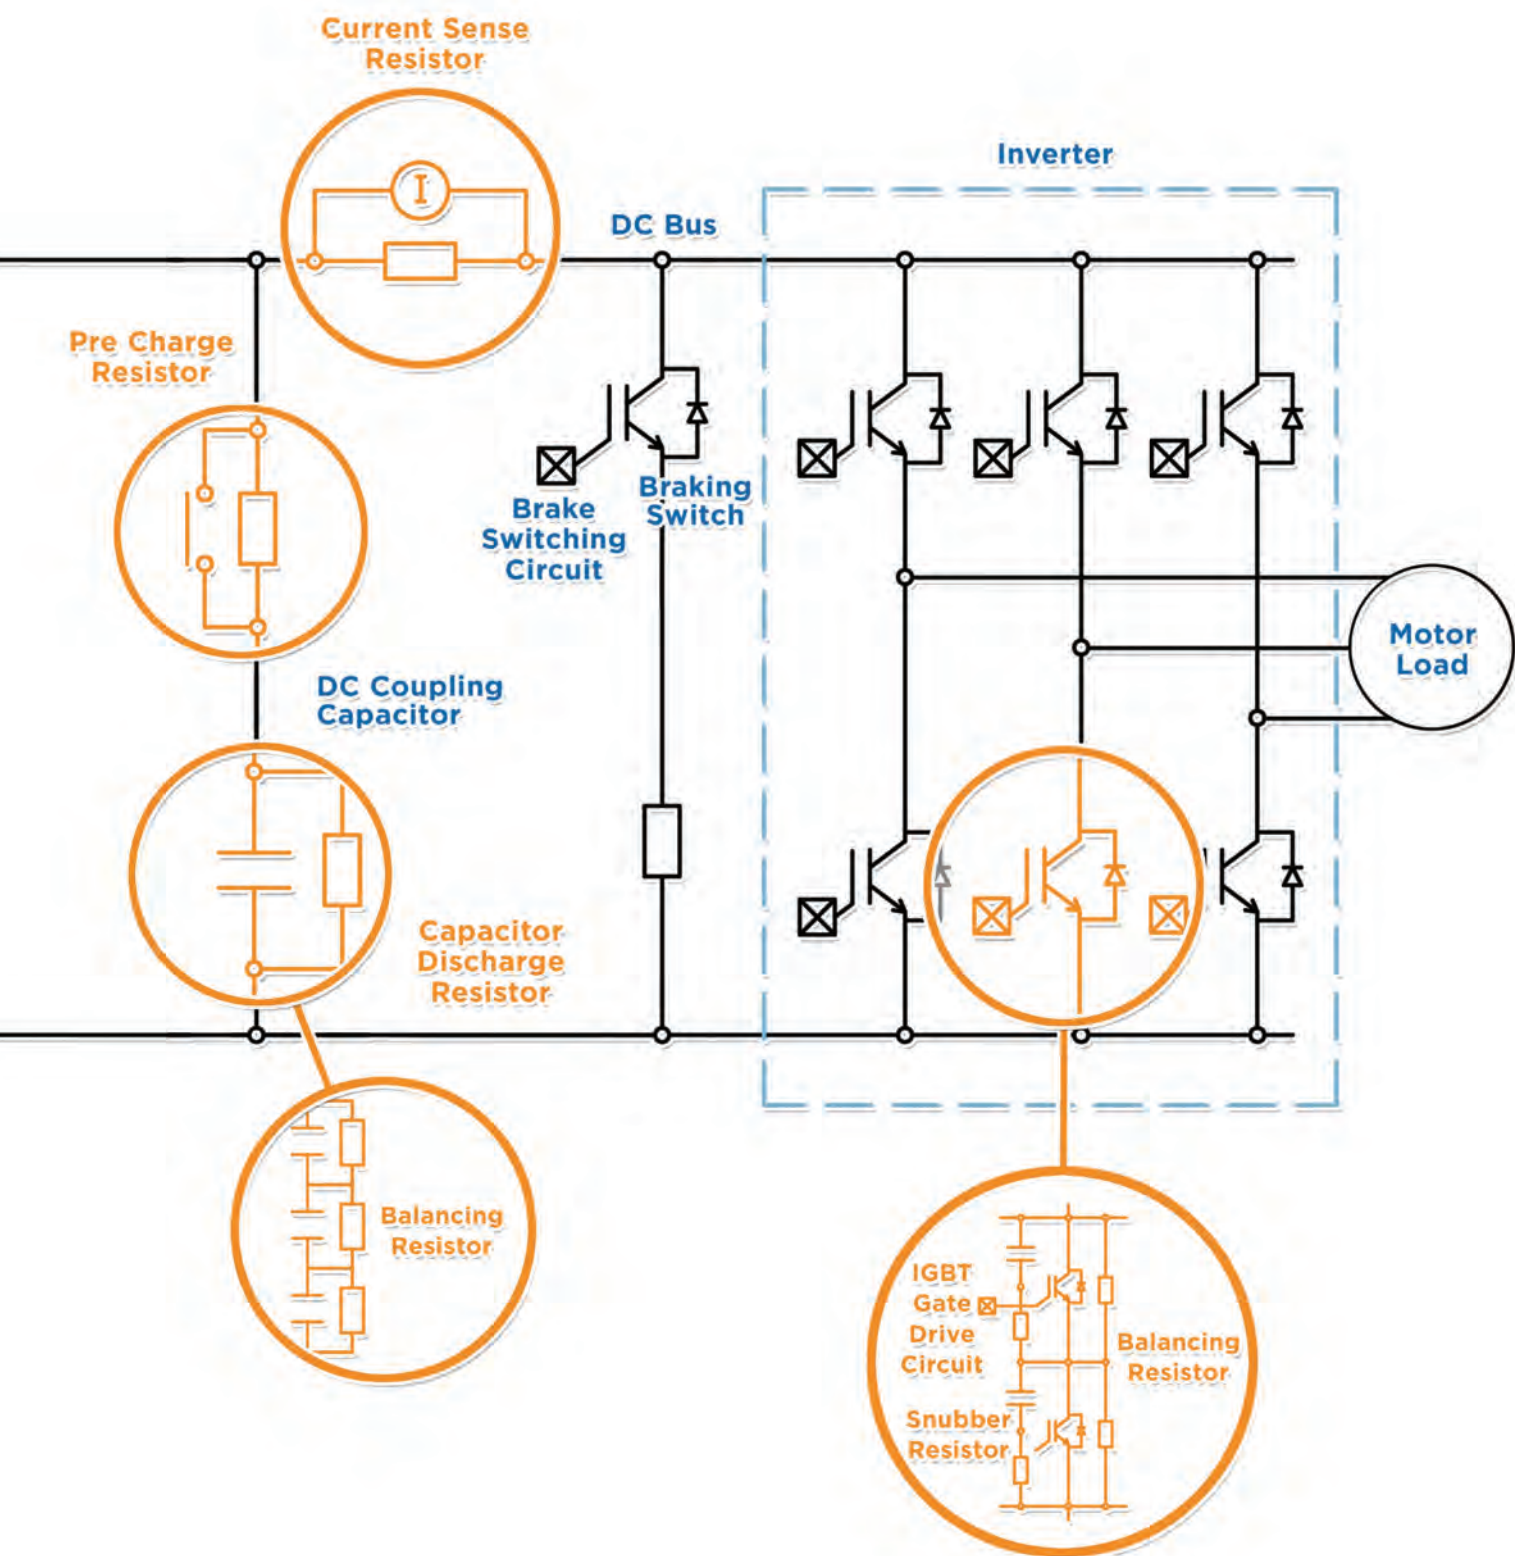 Current Sense
Resistor
Inverter
DC Bus
I
Pre Charge
Resistor
Braking
Switch
Brake
Switching
Circuit
Motor
Load
DC Coupling
Capacitor
Capacitor
Discharge
Resistor
Balancing
Resistor
IGBT
Gate
Drive
Circuit
Balancing
Resistor
Snubber
Resistor